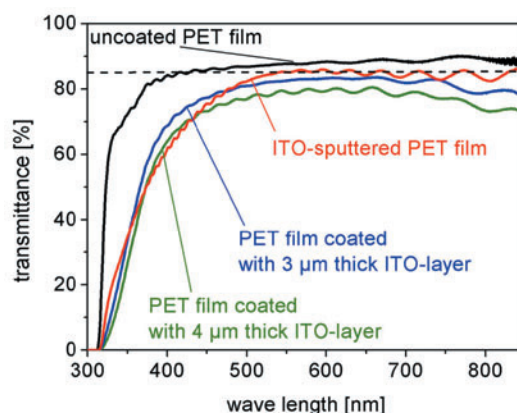 100
80
60
40
20
0
transmittance [%]
uncoated PET film
ITO-sputtered PET film
PET film coated
with 3 µm thick ITO-layer
PET film coated
with 4 µm thick ITO-layer
300
400
500
600
700
800
wave length [nm]